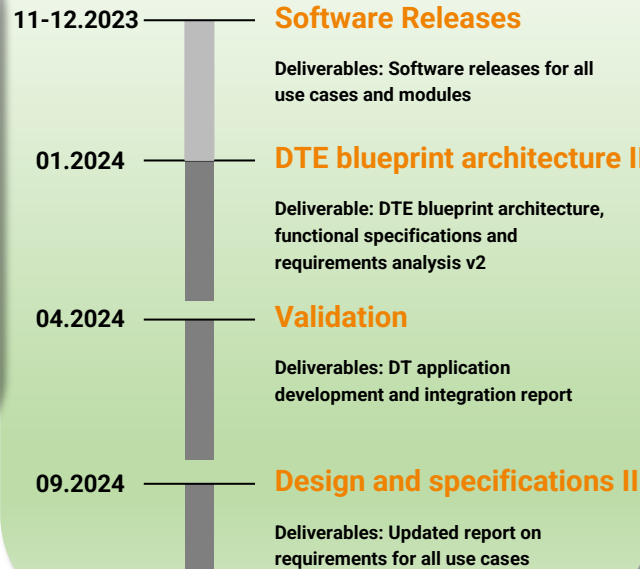 11-12.2023 Software Releases
Deliverables: Software releases for all
use cases and modules
01.2024 DTE blueprint architecture II
Deliverable: DTE blueprint architecture,
functional specifications and
requirements analysis v2
04.2024 Validation
Deliverables: DT application
development and integration report
09.2024 Design and specifications II
Deliverables: Updated report on
requirements for all use cases